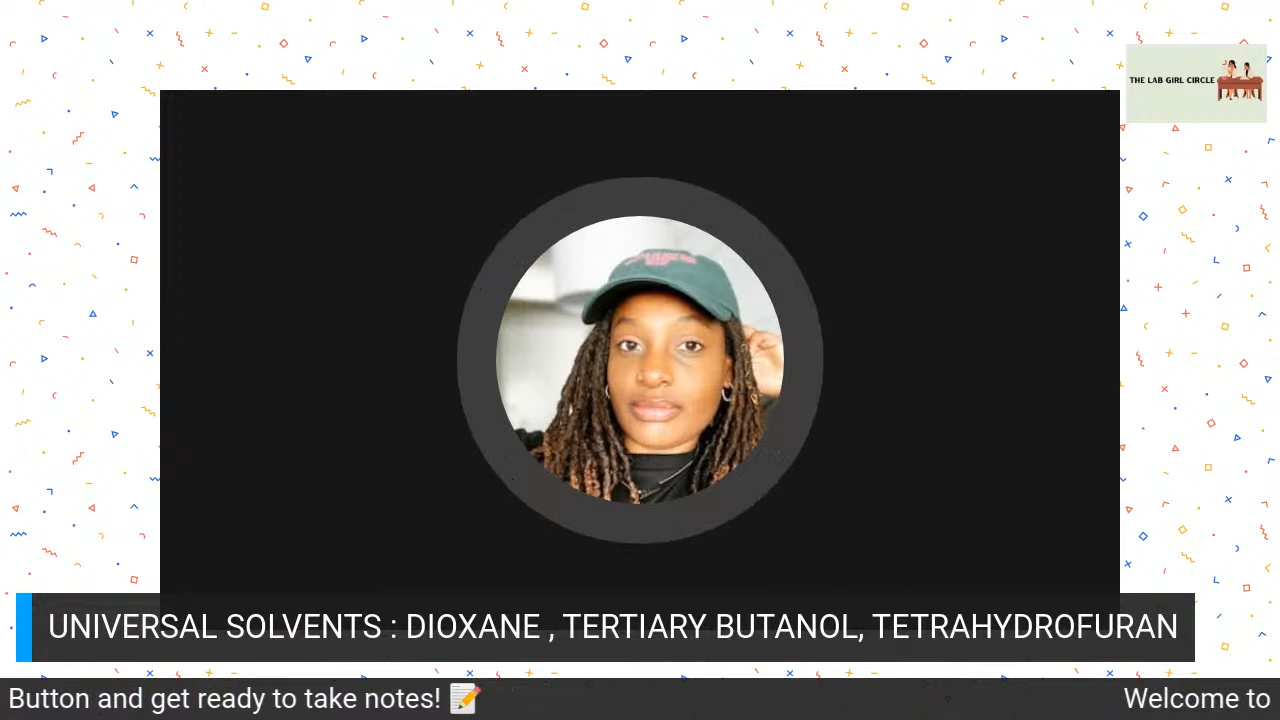 THE LAB GIRL CIRCLE
UNIVERSAL SOLVENTS : DIOXANE , TERTIARY BUTANOL, TETRAHYDROFURAN
Button and get ready to take notes! 📝 Welcome to